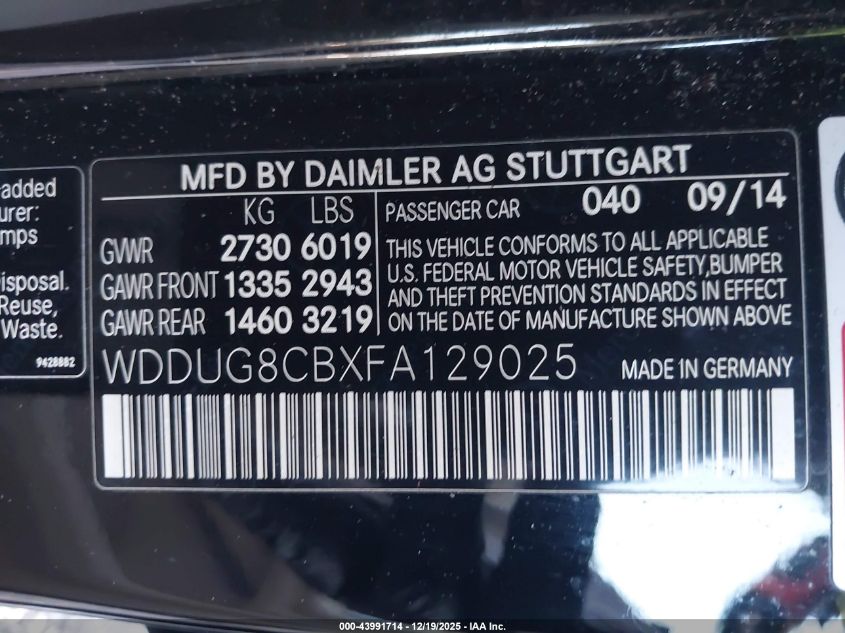 -added
urer:
mps
isposal.
Reuse,
Waste.
9428882
MFD BY DAIMLER AG STUTTGART
KG LBS
GVWR 2730 6019
GAWR FRONT 1335 2943
GAWR REAR 1460 3219
PASSENGER CAR 040 09/14
THIS VEHICLE CONFORMS TO ALL APPLICABLE
U.S. FEDERAL MOTOR VEHICLE SAFETY,BUMPER
AND THEFT PREVENTION STANDARDS IN EFFECT
ON THE DATE OF MANUFACTURE SHOWN ABOVE
WDDUG8CBXFA129025 MADE IN GERMANY
000-43991714 - 12/19/2025 - IAA Inc.